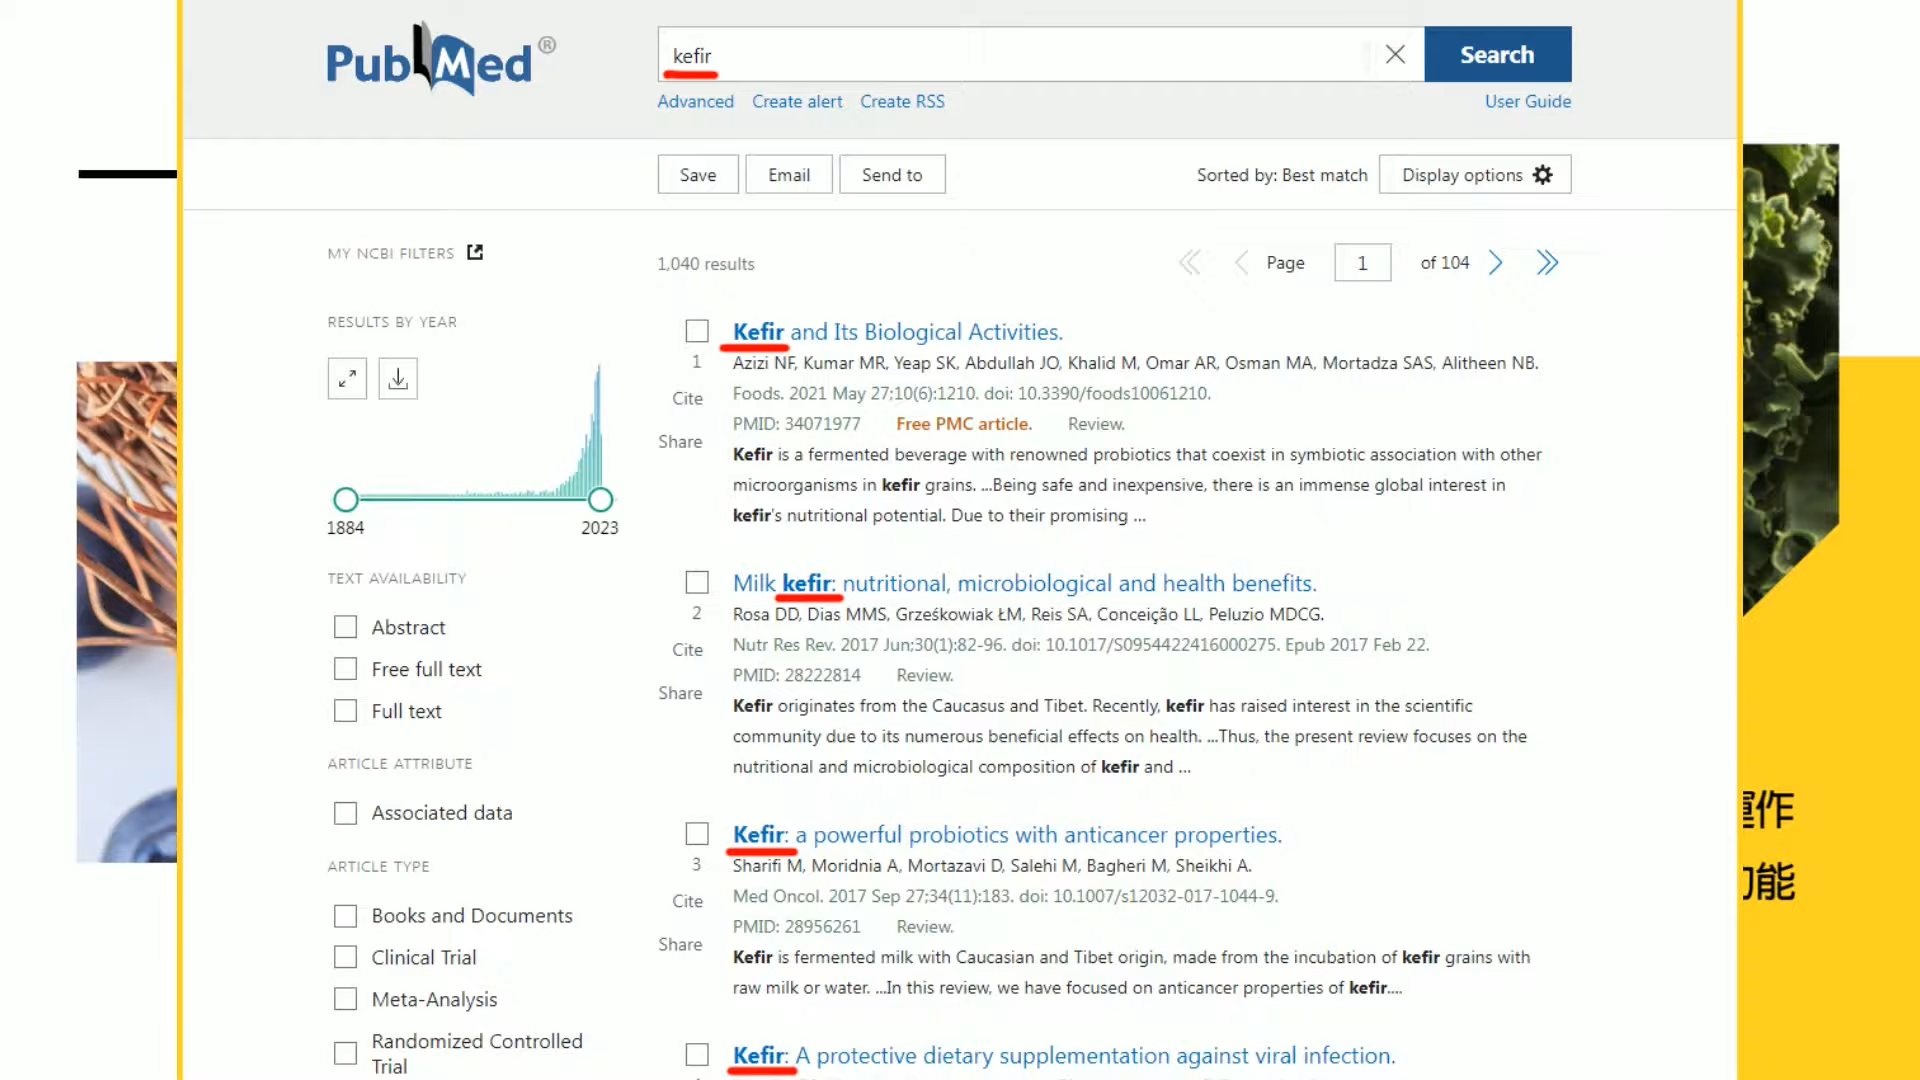 PubMed®
kefir
Search
Advanced Create alert Create RSS
User Guide
Save Email Send to
Sorted by: Best match
Display options
MY NCBI FILTERS
1,040 results
Page 1 of 104
RESULTS BY YEAR
1884 2023
TEXT AVAILABILITY
Abstract
Free full text
Full text
ARTICLE ATTRIBUTE
Associated data
ARTICLE TYPE
Books and Documents
Clinical Trial
Meta-Analysis
Randomized Controlled
Trial
Kefir and Its Biological Activities.
1
Azizi NF, Kumar MR, Yeap SK, Abdullah JO, Khalid M, Omar AR, Osman MA, Mortadza SAS, Alitheen NB.
Cite
Foods. 2021 May 27;10(6):1210. doi: 10.3390/foods10061210.
PMID: 34071977 Free PMC article. Review.
Share
Kefir is a fermented beverage with renowned probiotics that coexist in symbiotic association with other
microorganisms in kefir grains. ...Being safe and inexpensive, there is an immense global interest in
kefir's nutritional potential. Due to their promising ...
Milk kefir: nutritional, microbiological and health benefits.
2
Rosa DD, Dias MMS, Grześkowiak ŁM, Reis SA, Conceição LL, Peluzio MDCG.
Cite
Nutr Res Rev. 2017 Jun;30(1):82-96. doi: 10.1017/S0954422416000275. Epub 2017 Feb 22.
PMID: 28222814 Review.
Share
Kefir originates from the Caucasus and Tibet. Recently, kefir has raised interest in the scientific
community due to its numerous beneficial effects on health. ...Thus, the present review focuses on the
nutritional and microbiological composition of kefir and ...
Kefir: a powerful probiotics with anticancer properties.
3
Sharifi M, Moridnia A, Mortazavi D, Salehi M, Bagheri M, Sheikhi A.
Cite
Med Oncol. 2017 Sep 27;34(11):183. doi: 10.1007/s12032-017-1044-9.
PMID: 28956261 Review.
Share
Kefir is fermented milk with Caucasian and Tibet origin, made from the incubation of kefir grains with
raw milk or water. ...In this review, we have focused on anticancer properties of kefir....
Kefir: A protective dietary supplementation against viral infection.
運作
功能